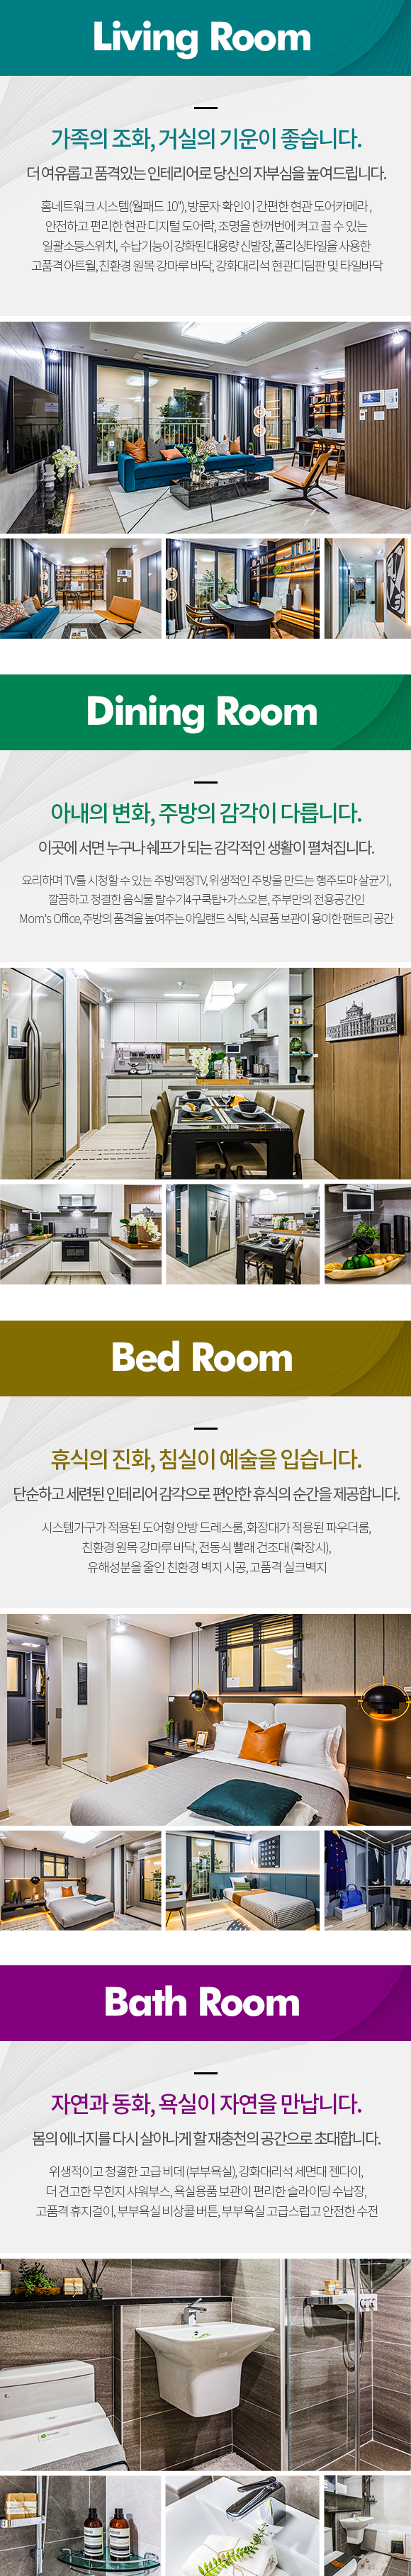 Living Room
가족의 조화, 거실의 기운이 좋습니다.
더 여유롭고 품격있는 인테리어로 당신의 자부심을 높여드립니다.
홈네트워크 시스템(월패드 10"), 방문자 확인이 간편한 현관 도어카메라 ,
안전하고 편리한 현관 디지털 도어락, 조명을 한꺼번에 켜고 끌 수 있는
일괄소등스위치, 수납기능이 강화된 대용량 신발장, 폴리싱타일을 사용한
고품격 아트월, 친환경 원목 강마루 바닥, 강화대리석 현관디딤판 및 타일바닥
Dining Room
아내의 변화, 주방의 감각이 다릅니다.
이곳에 서면 누구나 쉐프가 되는 감각적인 생활이 펼쳐집니다.
요리하며 TV를 시청할 수 있는 주방액정TV, 위생적인 주방을 만드는 행주도마 살균기,
깔끔하고 청결한 음식물 탈수기4구쿡탑+가스오븐, 주부만의 전용공간인
Mom's Office, 주방의 품격을 높여주는 아일랜드 식탁, 식료품 보관이 용이한 팬트리 공간
Bed Room
휴식의 진화, 침실이 예술을 입습니다.
단순하고 세련된 인테리어 감각으로 편안한 휴식의 순간을 제공합니다.
시스템가구가 적용된 도어형 안방 드레스룸, 화장대가 적용된 파우더룸,
친환경 원목 강마루 바닥, 전동식 빨래 건조대 (확장시),
유해성분을 줄인 친환경 벽지 시공, 고품격 실크벽지
Bath Room
자연과 동화, 욕실이 자연을 만납니다.
몸의 에너지를 다시 살아나게 할 재충전의 공간으로 초대합니다.
위생적이고 청결한 고급 비데 (부부욕실), 강화대리석 세면대 젠다이,
더 견고한 무힌지 샤워부스, 욕실용품 보관이 편리한 슬라이딩 수납장,
고품격 휴지걸이, 부부욕실 비상콜 버튼, 부부욕실 고급스럽고 안전한 수전